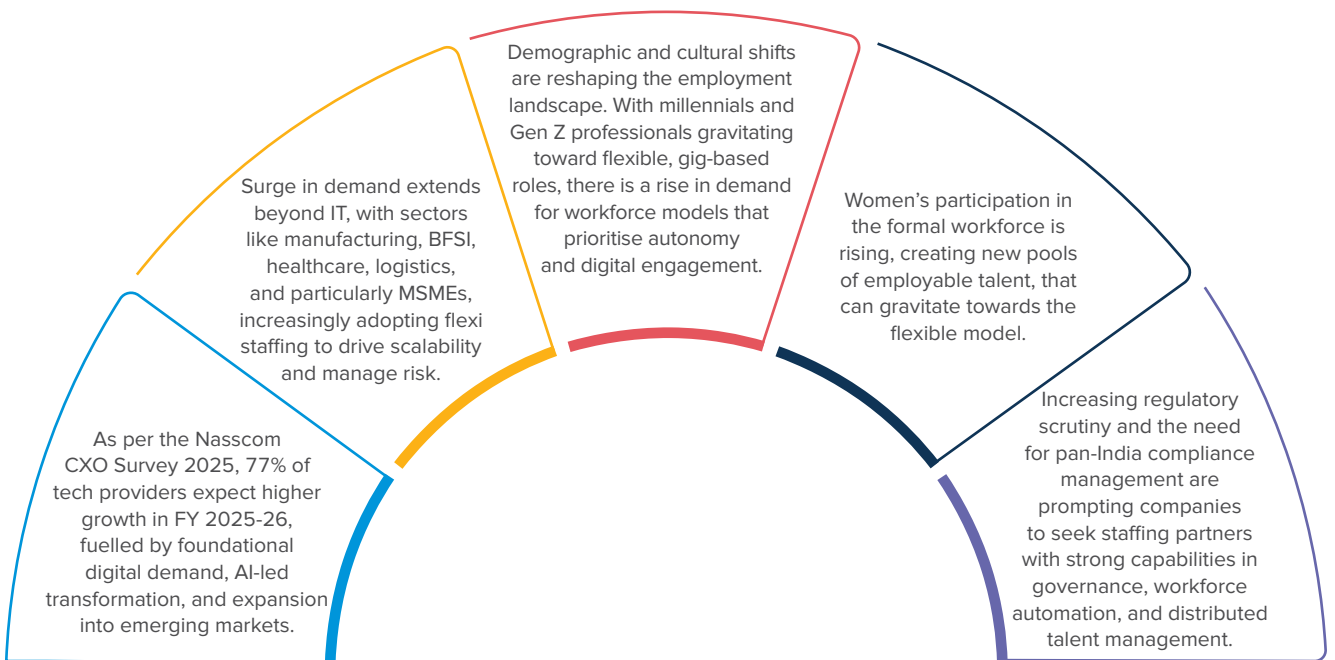 As per the Nasscom
CXO Survey 2025, 77% of
tech providers expect higher
growth in FY 2025-26,
fuelled by foundational
digital demand, AI-led
transformation, and expansion
into emerging markets.
Surge in demand extends
beyond IT, with sectors
like manufacturing, BFSI,
healthcare, logistics,
and particularly MSMEs,
increasingly adopting flexi
staffing to drive scalability
and manage risk.
Demographic and cultural shifts
are reshaping the employment
landscape. With millennials and
Gen Z professionals gravitating
toward flexible, gig-based
roles, there is a rise in demand
for workforce models that
prioritise autonomy
and digital engagement.
Women’s participation in
the formal workforce is
rising, creating new pools
of employable talent, that
can gravitate towards the
flexible model.
Increasing regulatory
scrutiny and the need
for pan-India compliance
management are
prompting companies
to seek staffing partners
with strong capabilities in
governance, workforce
automation, and distributed
talent management.